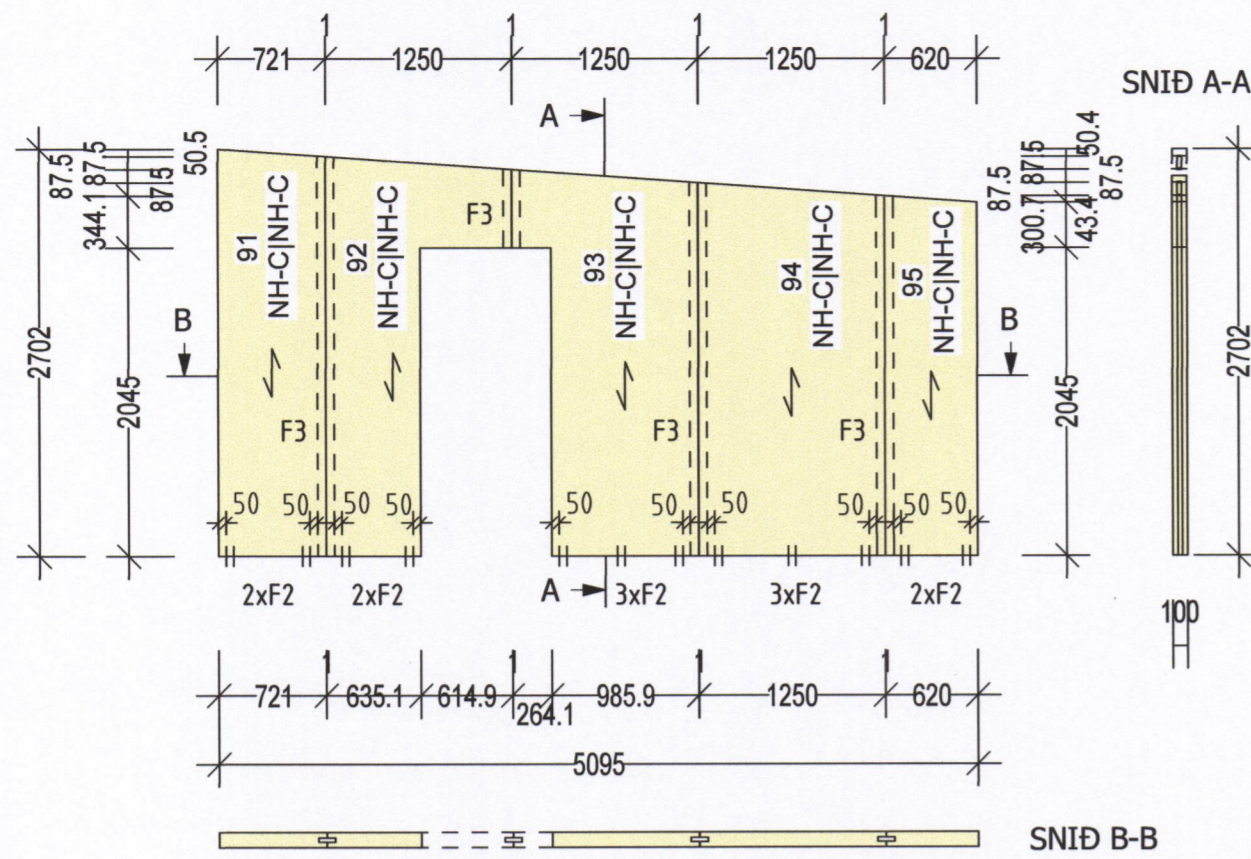 1 1 1 1
721 1250 1250 1250 620
SNIÐ A-A
A
50.5
87.5
87.5
87.5
344.1
2702
2045
50.4
87.5
87.5
87.5
43.4
300.7
2045
2702
91
NH-C|NH-C
92
NH-C|NH-C
F3
93
NH-C|NH-C
94
NH-C|NH-C
95
NH-C|NH-C
B B
F3 F3 F3
50 50 50 50 50 50 50 50 50 50
2xF2 2xF2 A 3xF2 3xF2 2xF2
100
1 1 1 1
721 635.1 614.9 264.1 985.9 1250 620
5095
SNIÐ B-B